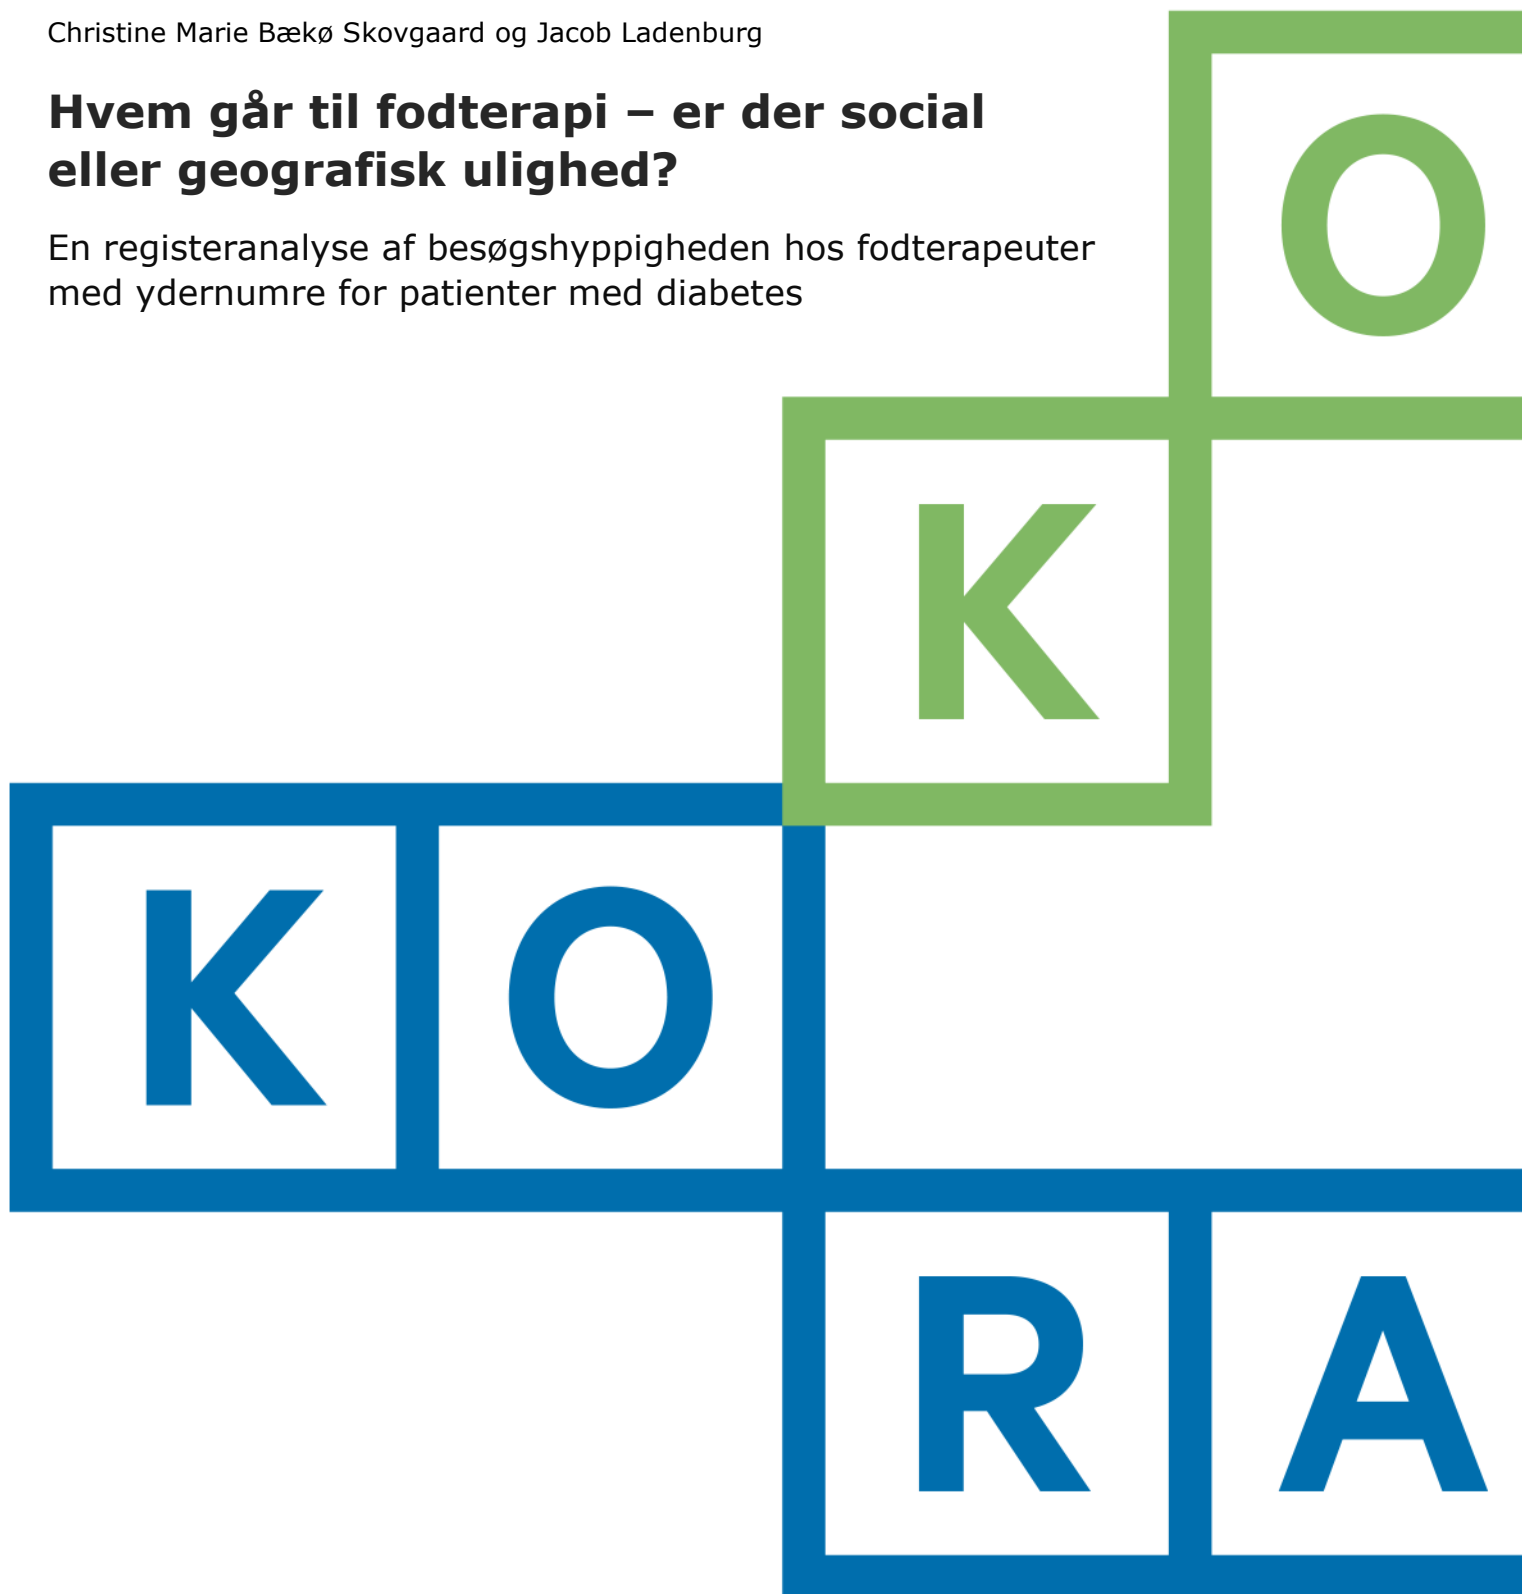 Christine Marie Bækø Skovgaard og Jacob Ladenburg
Hvem går til fodterapi – er der social
eller geografisk ulighed?
En registeranalyse af besøgshyppigheden hos fodterapeuter
med ydernumre for patienter med diabetes
O
K
K O
R A